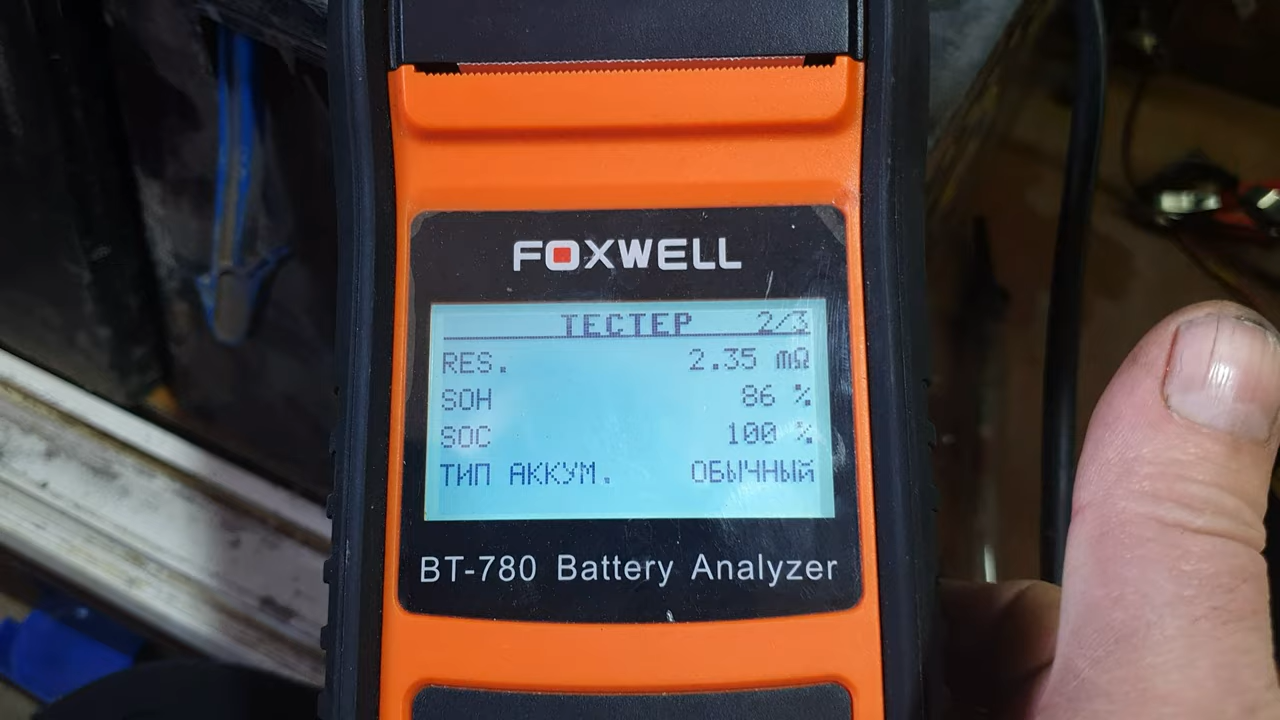 FOXWELL
ТЕСТЕР 2/3
RES. 2.35 mΩ
SOH 86 %
SOC 100 %
ТИП АККУМ. ОБЫЧНЫЙ
BT-780 Battery Analyzer